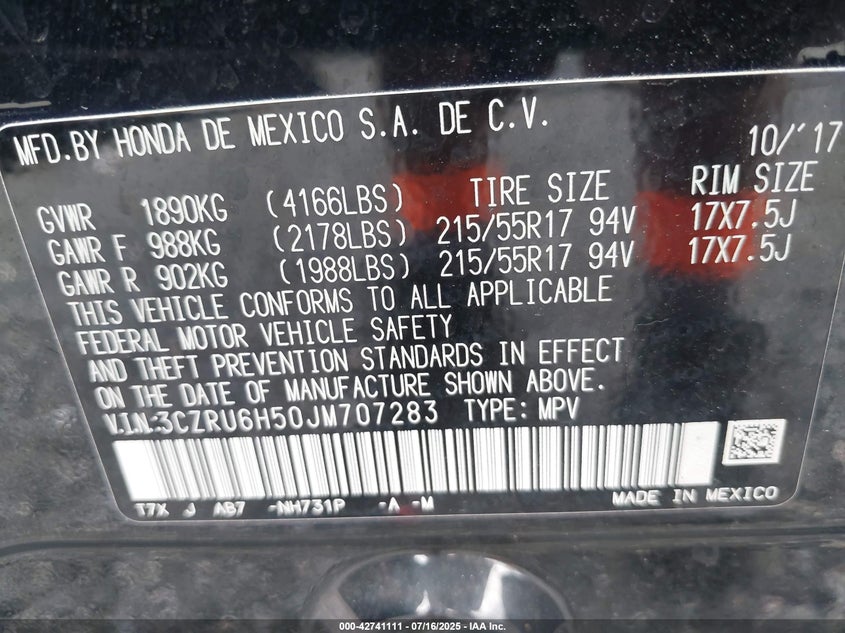 MFD.BY HONDA DE MEXICO S.A. DE C.V. 10/'17
TIRE SIZE RIM SIZE
GVWR 1890KG (4166LBS)
GAWR F 988KG (2178LBS) 215/55R17 94V 17X7.5J
GAWR R 902KG (1988LBS) 215/55R17 94V 17X7.5J
THIS VEHICLE CONFORMS TO ALL APPLICABLE
FEDERAL MOTOR VEHICLE SAFETY
AND THEFT PREVENTION STANDARDS IN EFFECT
ON THE DATE OF MANUFACTURE SHOWN ABOVE.
V.I.N.:3CZRU6H50JM707283 TYPE: MPV
T7X J AB7 -NH731P -A -M
MADE IN MEXICO
000-42741111 - 07/16/2025 - IAA Inc.